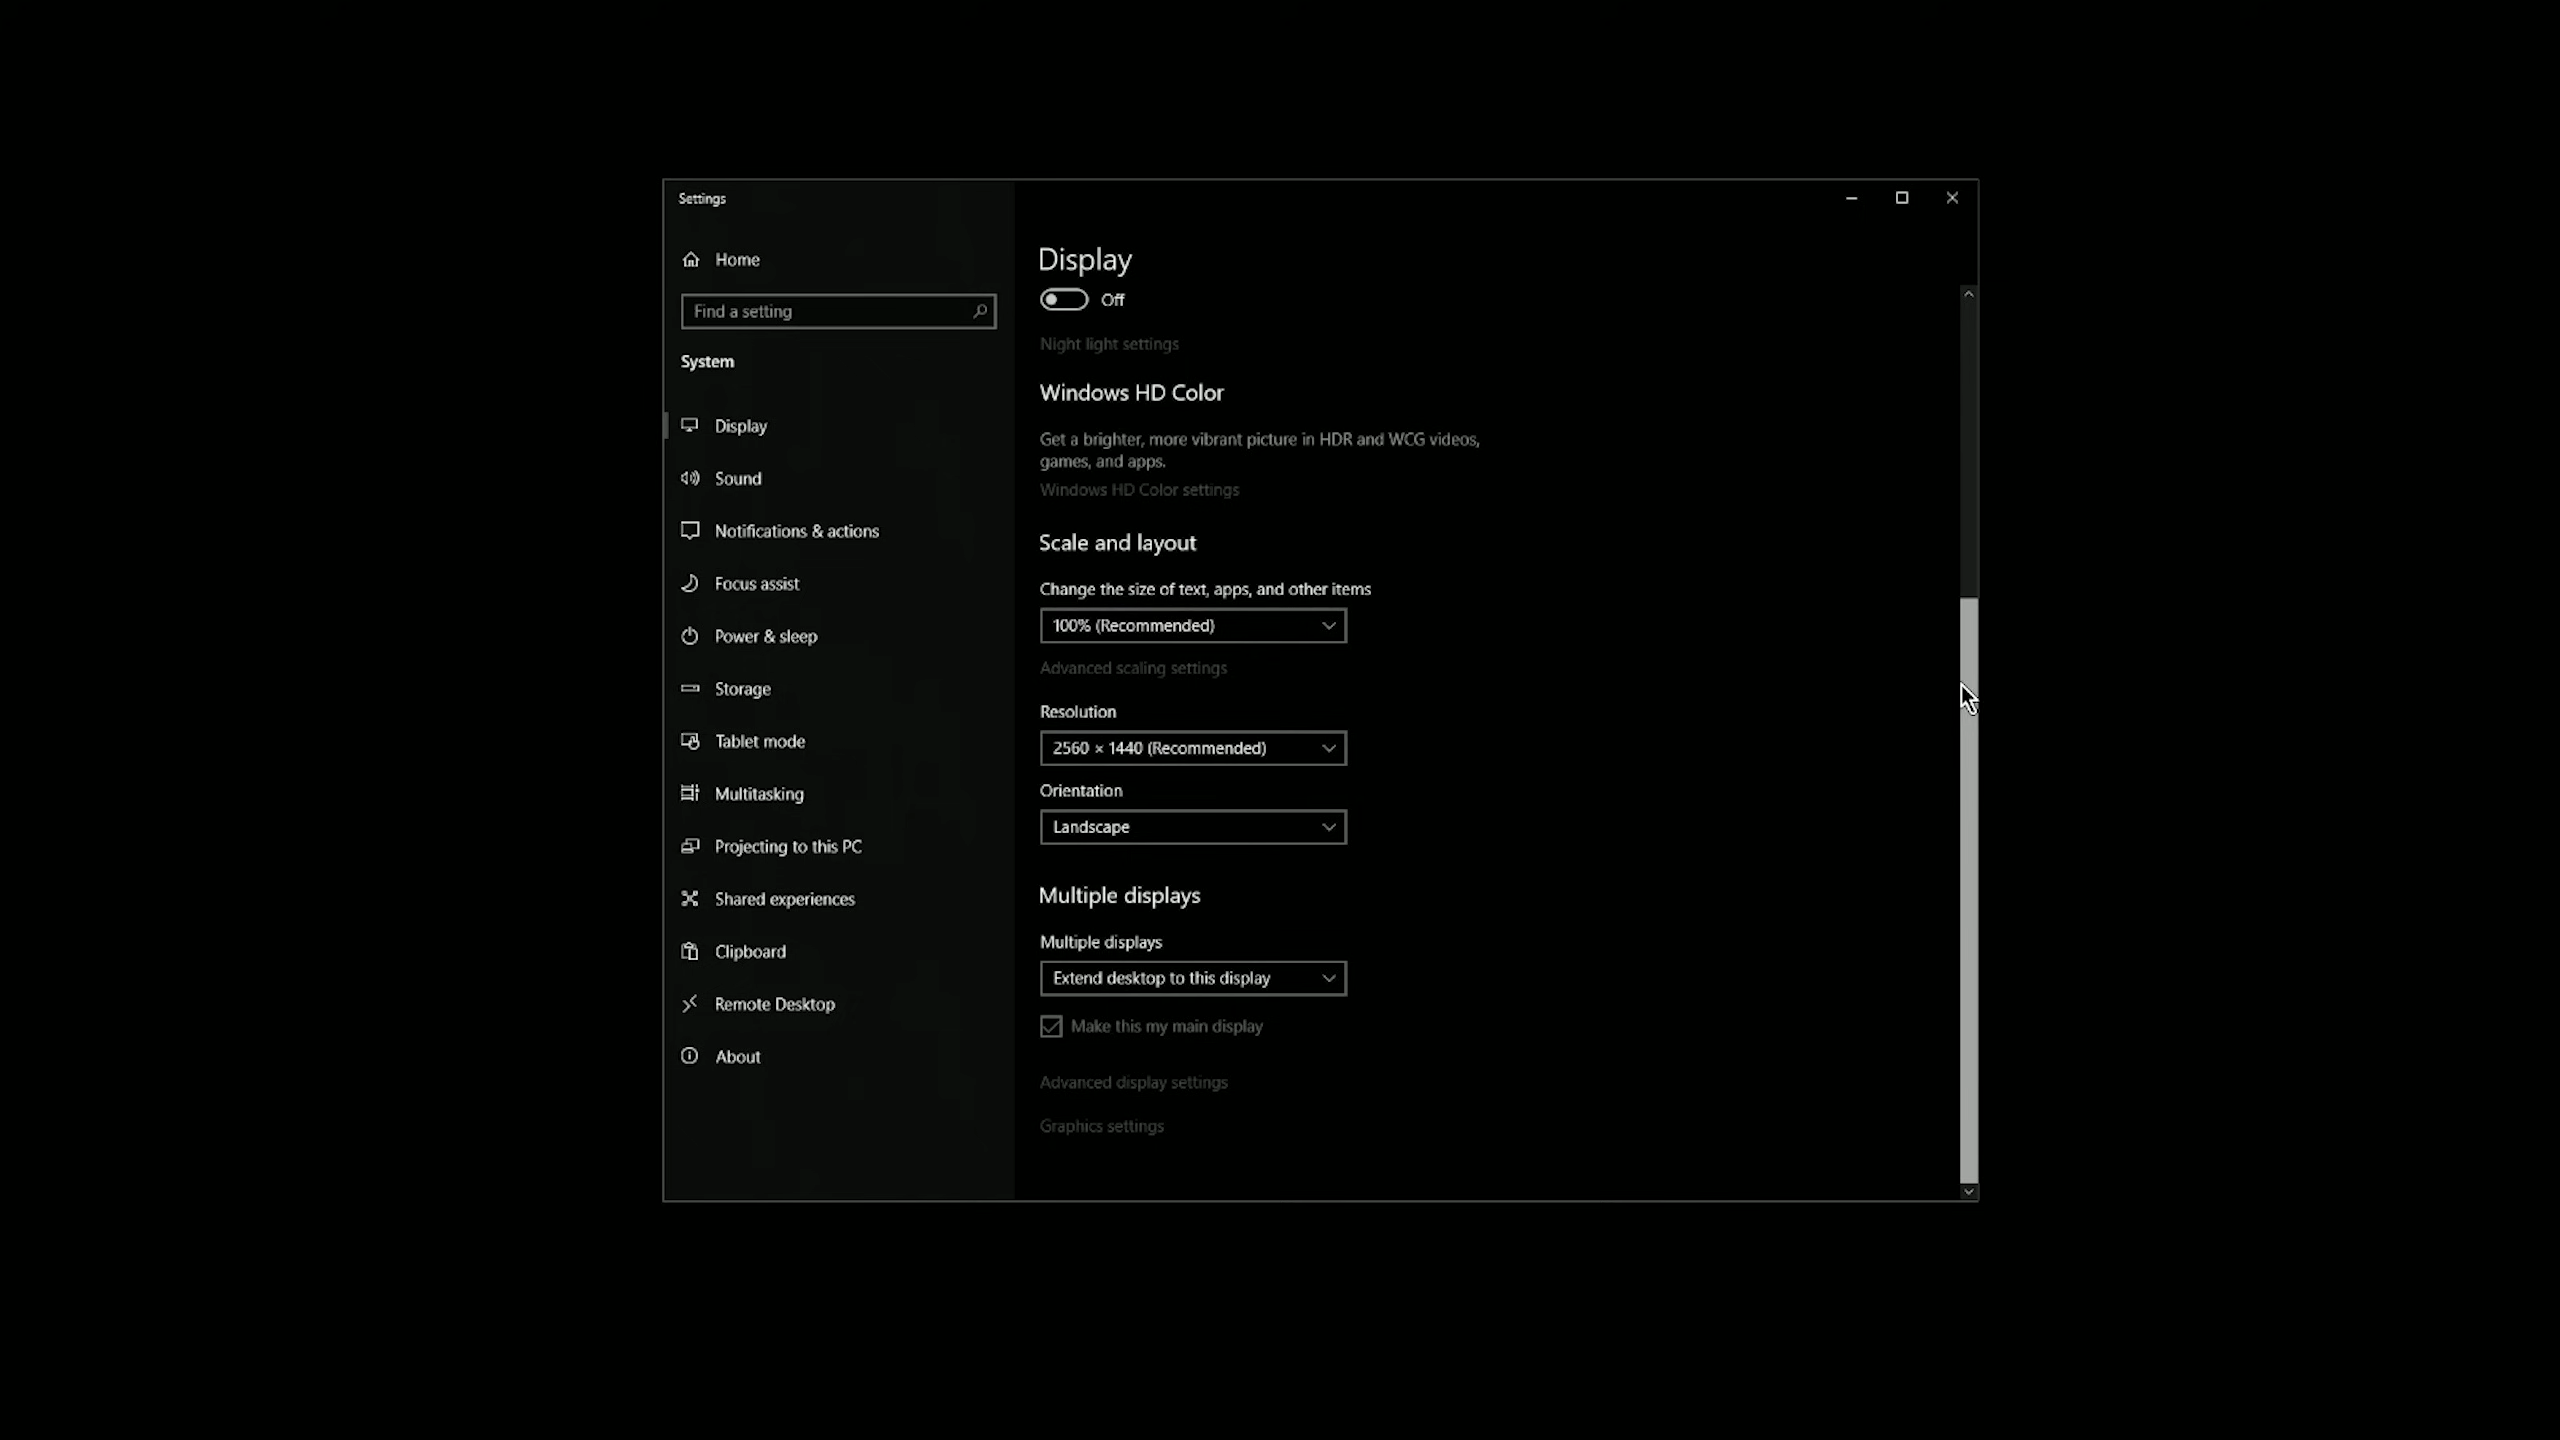 Settings
Home
Find a setting
System
Display
Sound
Notifications & actions
Focus assist
Power & sleep
Storage
Tablet mode
Multitasking
Projecting to this PC
Shared experiences
Clipboard
Remote Desktop
About
Display
Off
Night light settings
Windows HD Color
Get a brighter, more vibrant picture in HDR and WCG videos,
games, and apps.
Windows HD Color settings
Scale and layout
Change the size of text, apps, and other items
100% (Recommended)
Advanced scaling settings
Resolution
2560 × 1440 (Recommended)
Orientation
Landscape
Multiple displays
Multiple displays
Extend desktop to this display
Make this my main display
Advanced display settings
Graphics settings